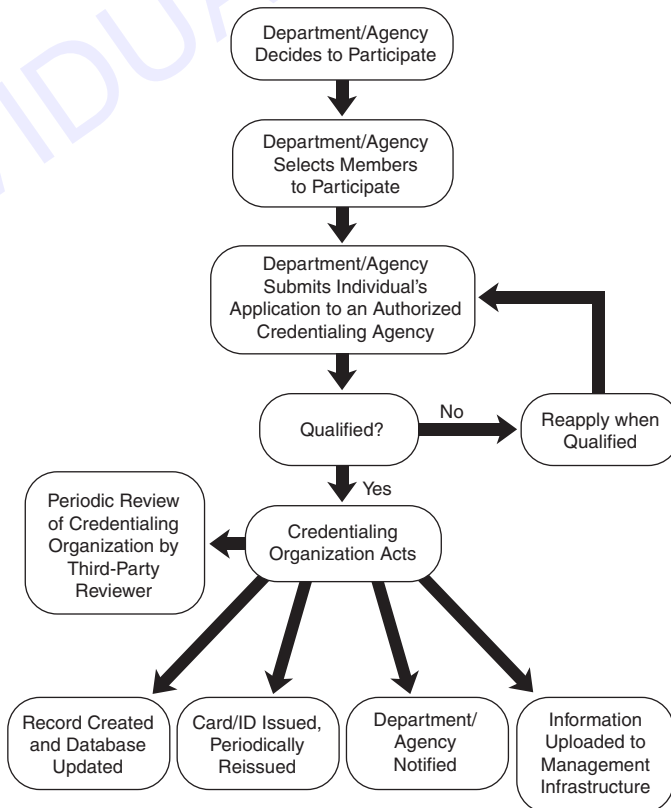 Department/Agency
Decides to Participate
Department/Agency
Selects Members
to Participate
Department/Agency
Submits Individual's
Application to an Authorized
Credentialing Agency
Qualified?
No
Reapply when
Qualified
Yes
Periodic Review
of Credentialing
Organization by
Third-Party
Reviewer
Credentialing
Organization Acts
Record Created
and Database
Updated
Card/ID Issued,
Periodically
Reissued
Department/
Agency
Notified
Information
Uploaded to
Management
Infrastructure